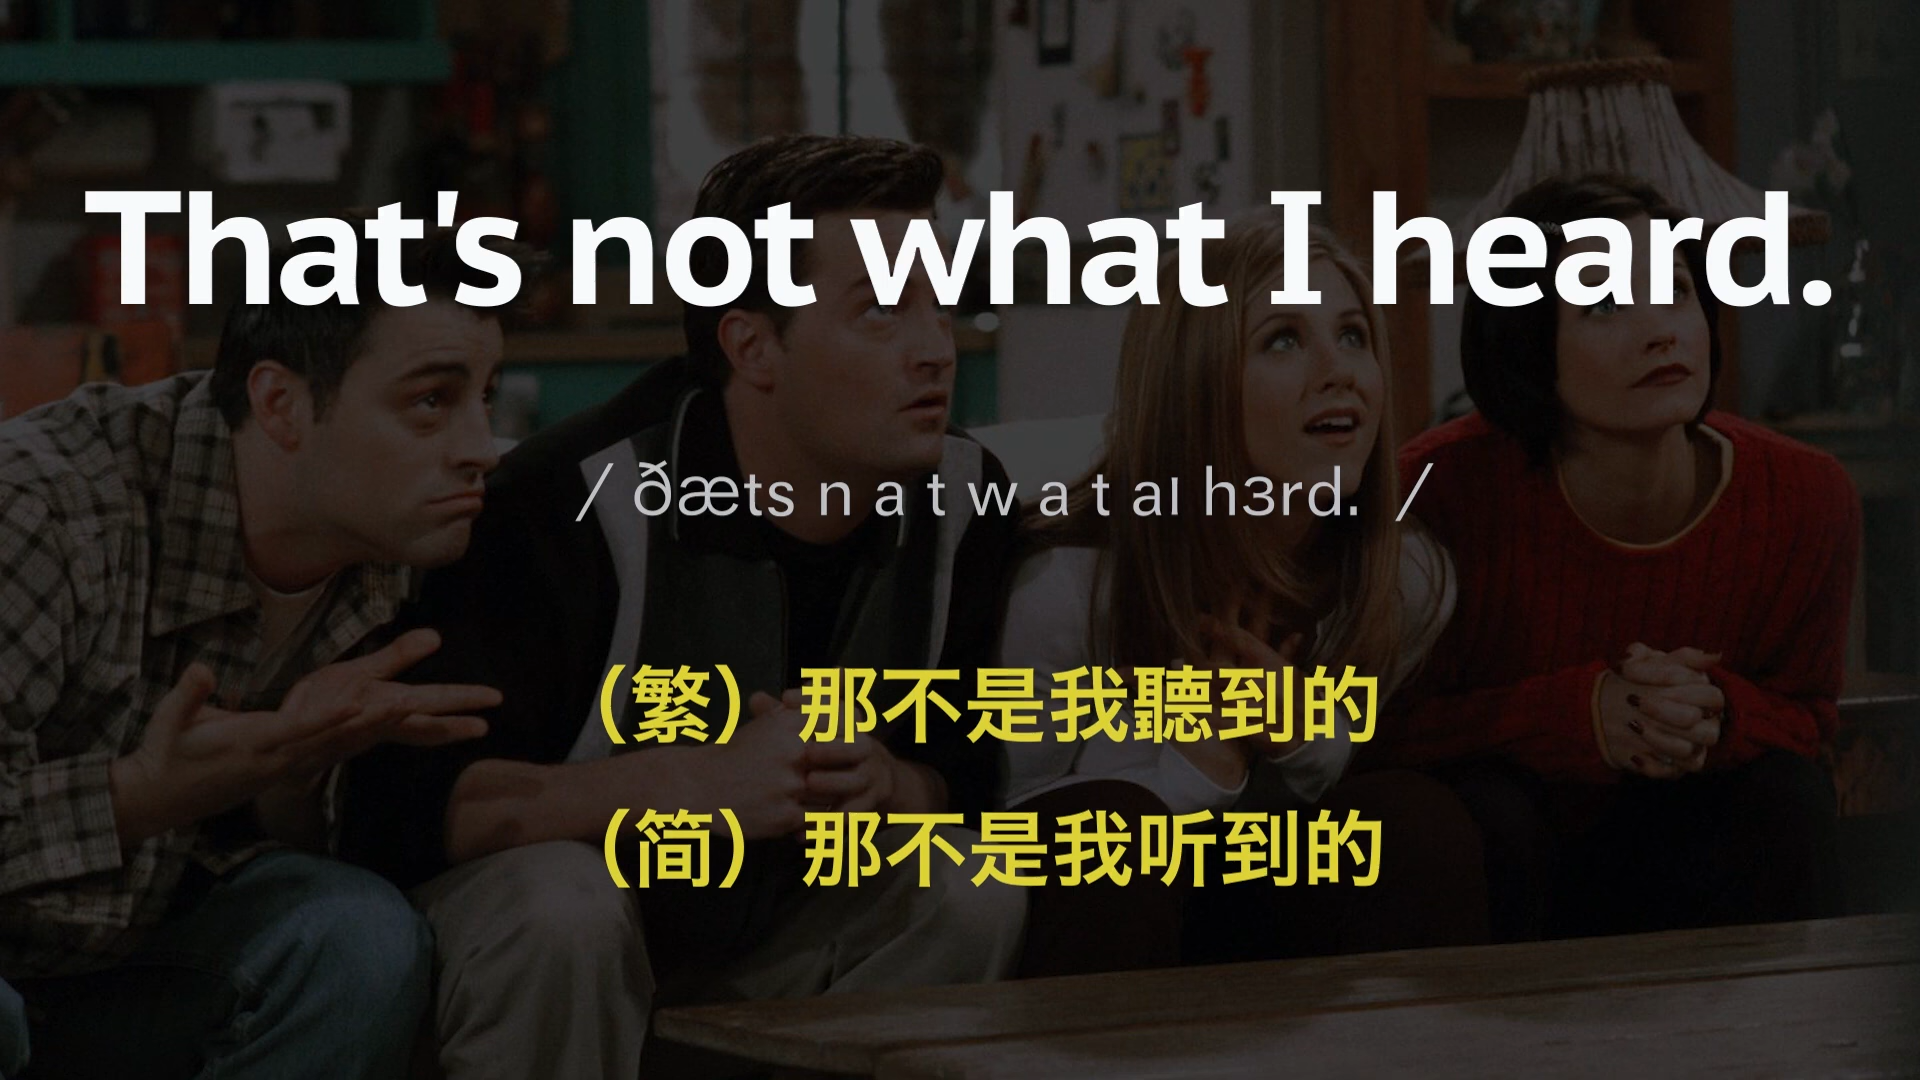 That's not what I heard.
/ ðæts n a t w a t aɪ hɜrd. /
（繁）那不是我聽到的
（简）那不是我听到的